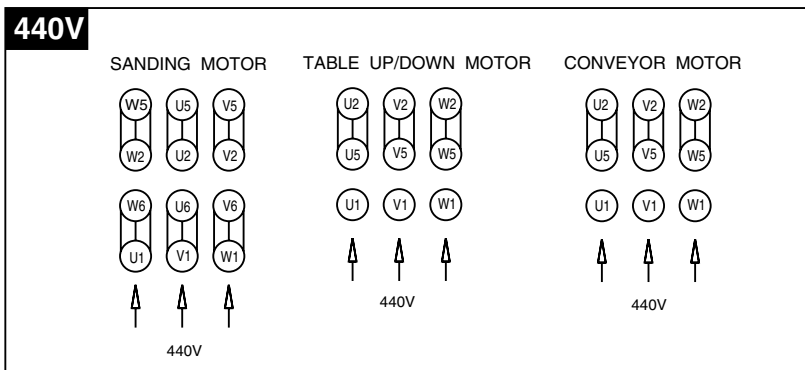 440V
SANDING MOTOR TABLE UP/DOWN MOTOR CONVEYOR MOTOR
W5 U5 V5 U2 V2 W2 U2 V2 W2
W2 U2 V2 U5 V5 W5 U5 V5 W5
W6 U6 V6 U1 V1 W1 U1 V1 W1
U1 V1 W1
440V 440V
440V